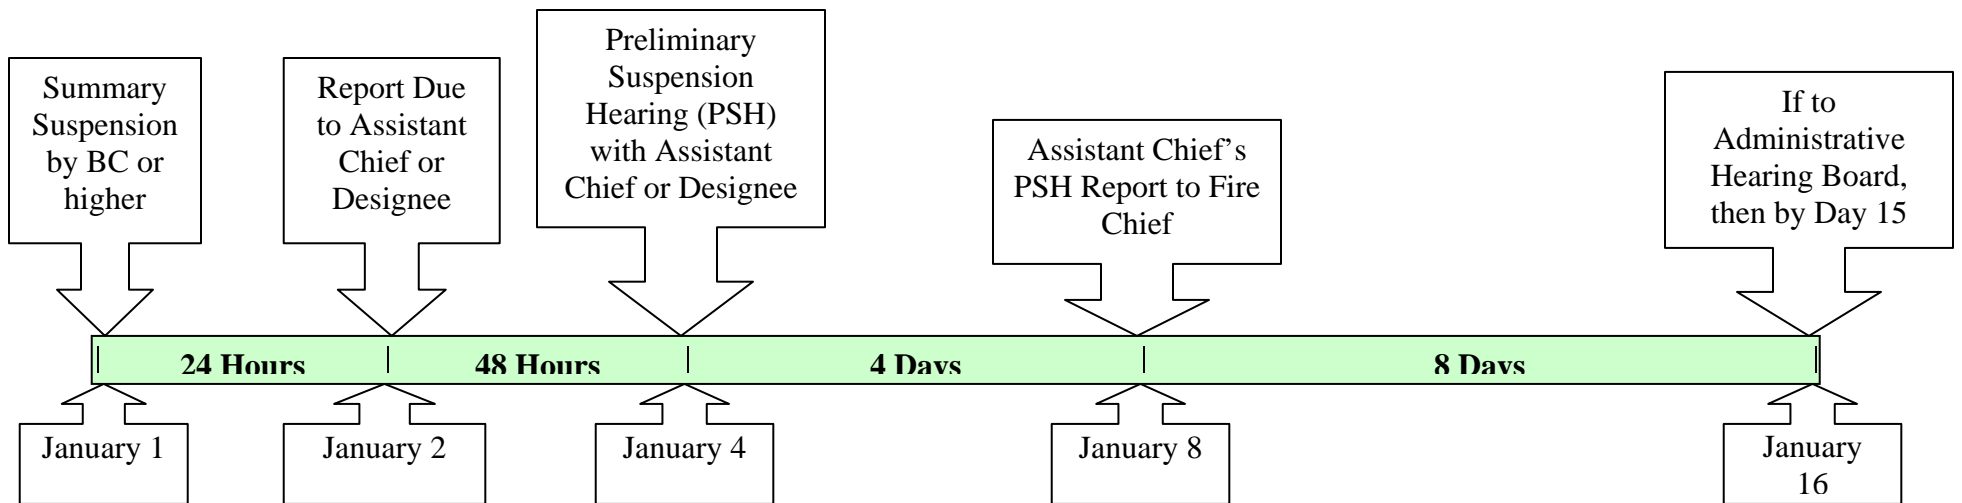 Summary
Suspension
by BC or
higher
Report Due
to Assistant
Chief or
Designee
Preliminary
Suspension
Hearing (PSH)
with Assistant
Chief or Designee
Assistant Chief’s
PSH Report to Fire
Chief
If to
Administrative
Hearing Board,
then by Day 15
24 Hours
48 Hours
4 Days
8 Days
January 1
January 2
January 4
January 8
January
16